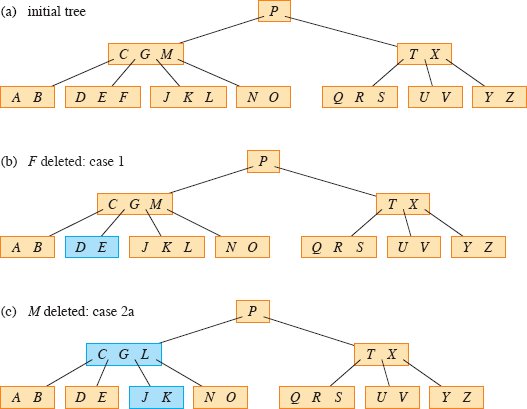 (a) initial tree
P
C G M
T X
A B
D E F
J K L
N O
Q R S
U V
Y Z
(b) F deleted: case 1
P
C G M
T X
A B
D E
J K L
N O
Q R S
U V
Y Z
(c) M deleted: case 2a
P
C G L
T X
A B
D E
J K
N O
Q R S
U V
Y Z